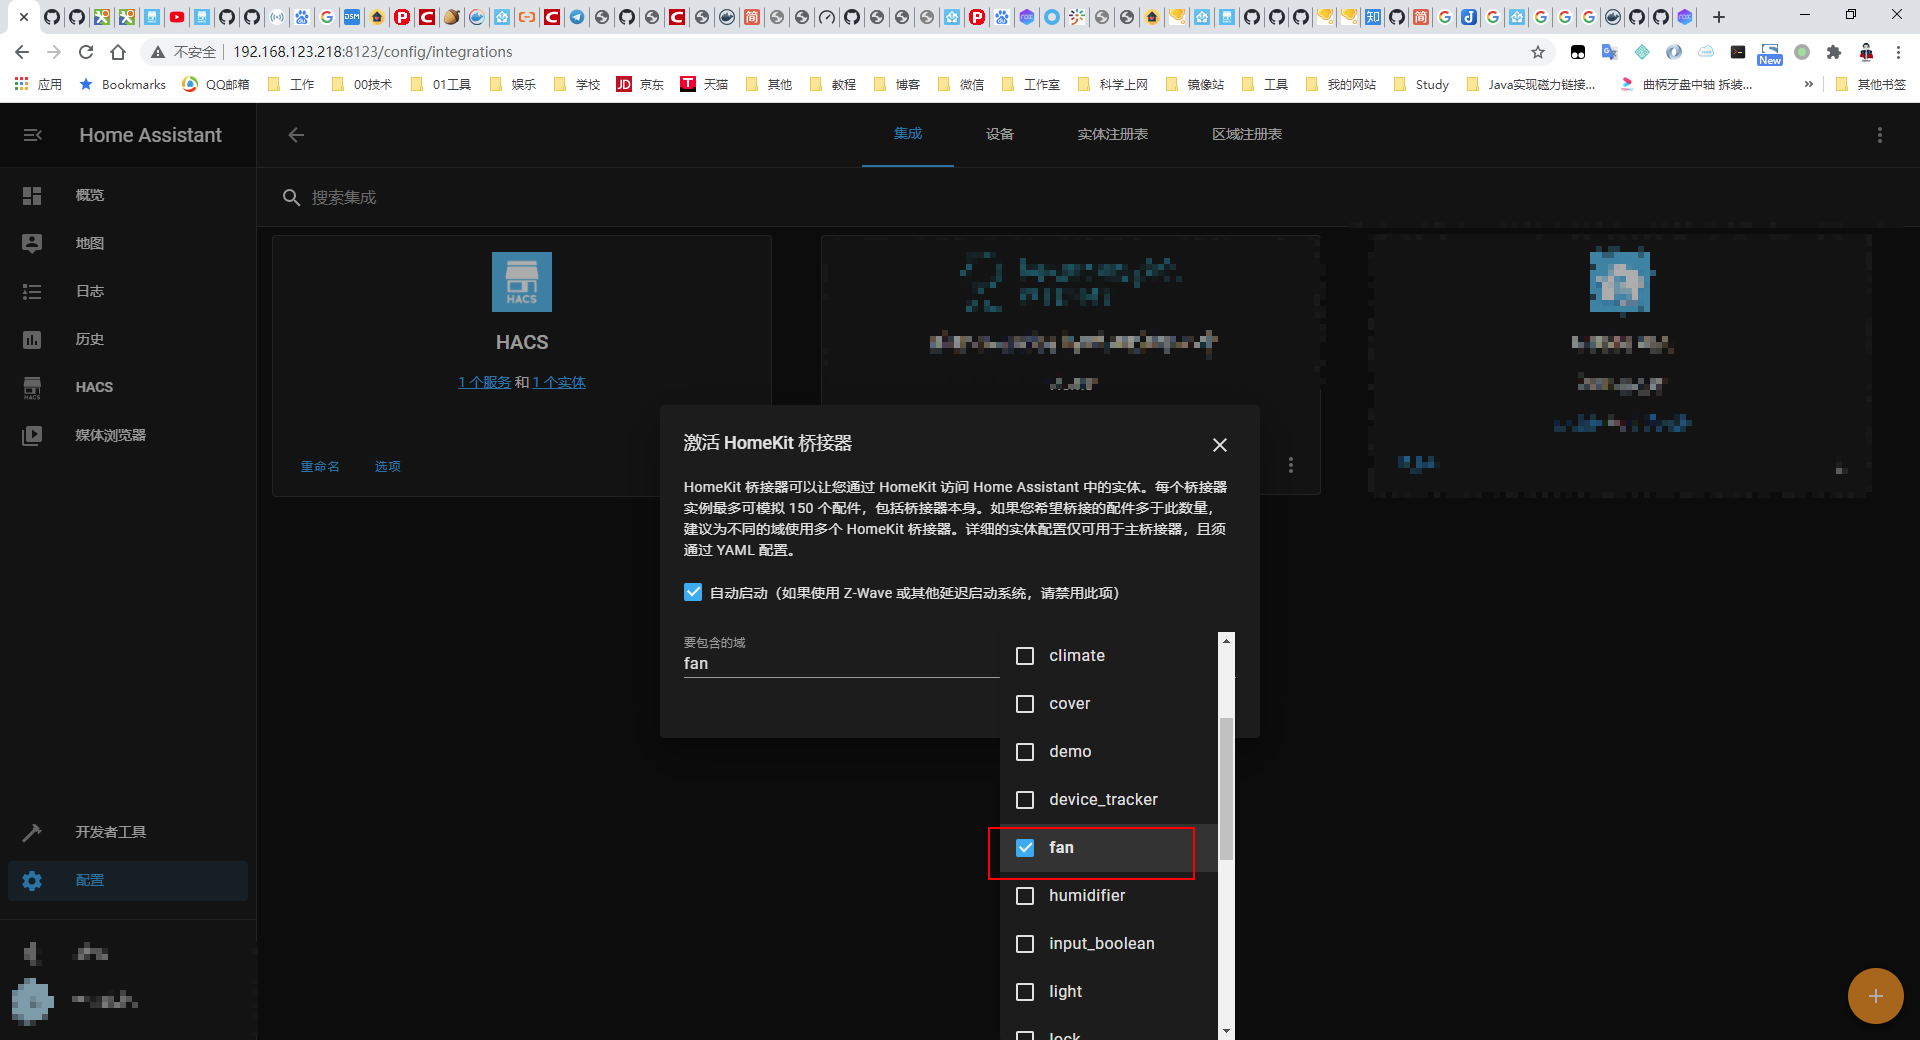 不安全
192.168.123.218:8123/config/integrations
New
应用
Bookmarks
QQ邮箱
工作
00技术
01工具
娱乐
学校
京东
天猫
其他
教程
博客
微信
工作室
科学上网
镜像站
工具
我的网站
Study
Java实现磁力链接...
曲柄牙盘中轴 拆装...
»
其他书签
Home Assistant
集成
设备
实体注册表
区域注册表
概览
地图
日志
历史
HACS
媒体浏览器
开发者工具
配置
搜索集成
HACS
HACS
1 个服务 和 1 个实体
重命名
选项
激活 HomeKit 桥接器
HomeKit 桥接器可以让您通过 HomeKit 访问 Home Assistant 中的实体。每个桥接器
实例最多可模拟 150 个配件，包括桥接器本身。如果您希望桥接的配件多于此数量，
建议为不同的域使用多个 HomeKit 桥接器。详细的实体配置仅可用于主桥接器，且须
通过 YAML 配置。
自动启动（如果使用 Z-Wave 或其他延迟启动系统，请禁用此项）
要包含的域
fan
climate
cover
demo
device_tracker
fan
humidifier
input_boolean
light
lock